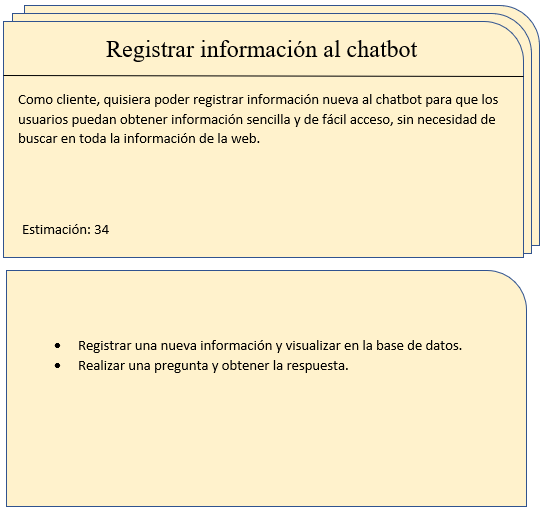 Registrar información al chatbot
Como cliente, quisiera poder registrar información nueva al chatbot para que los
usuarios puedan obtener información sencilla y de fácil acceso, sin necesidad de
buscar en toda la información de la web.
Estimación: 34
• Registrar una nueva información y visualizar en la base de datos.
• Realizar una pregunta y obtener la respuesta.